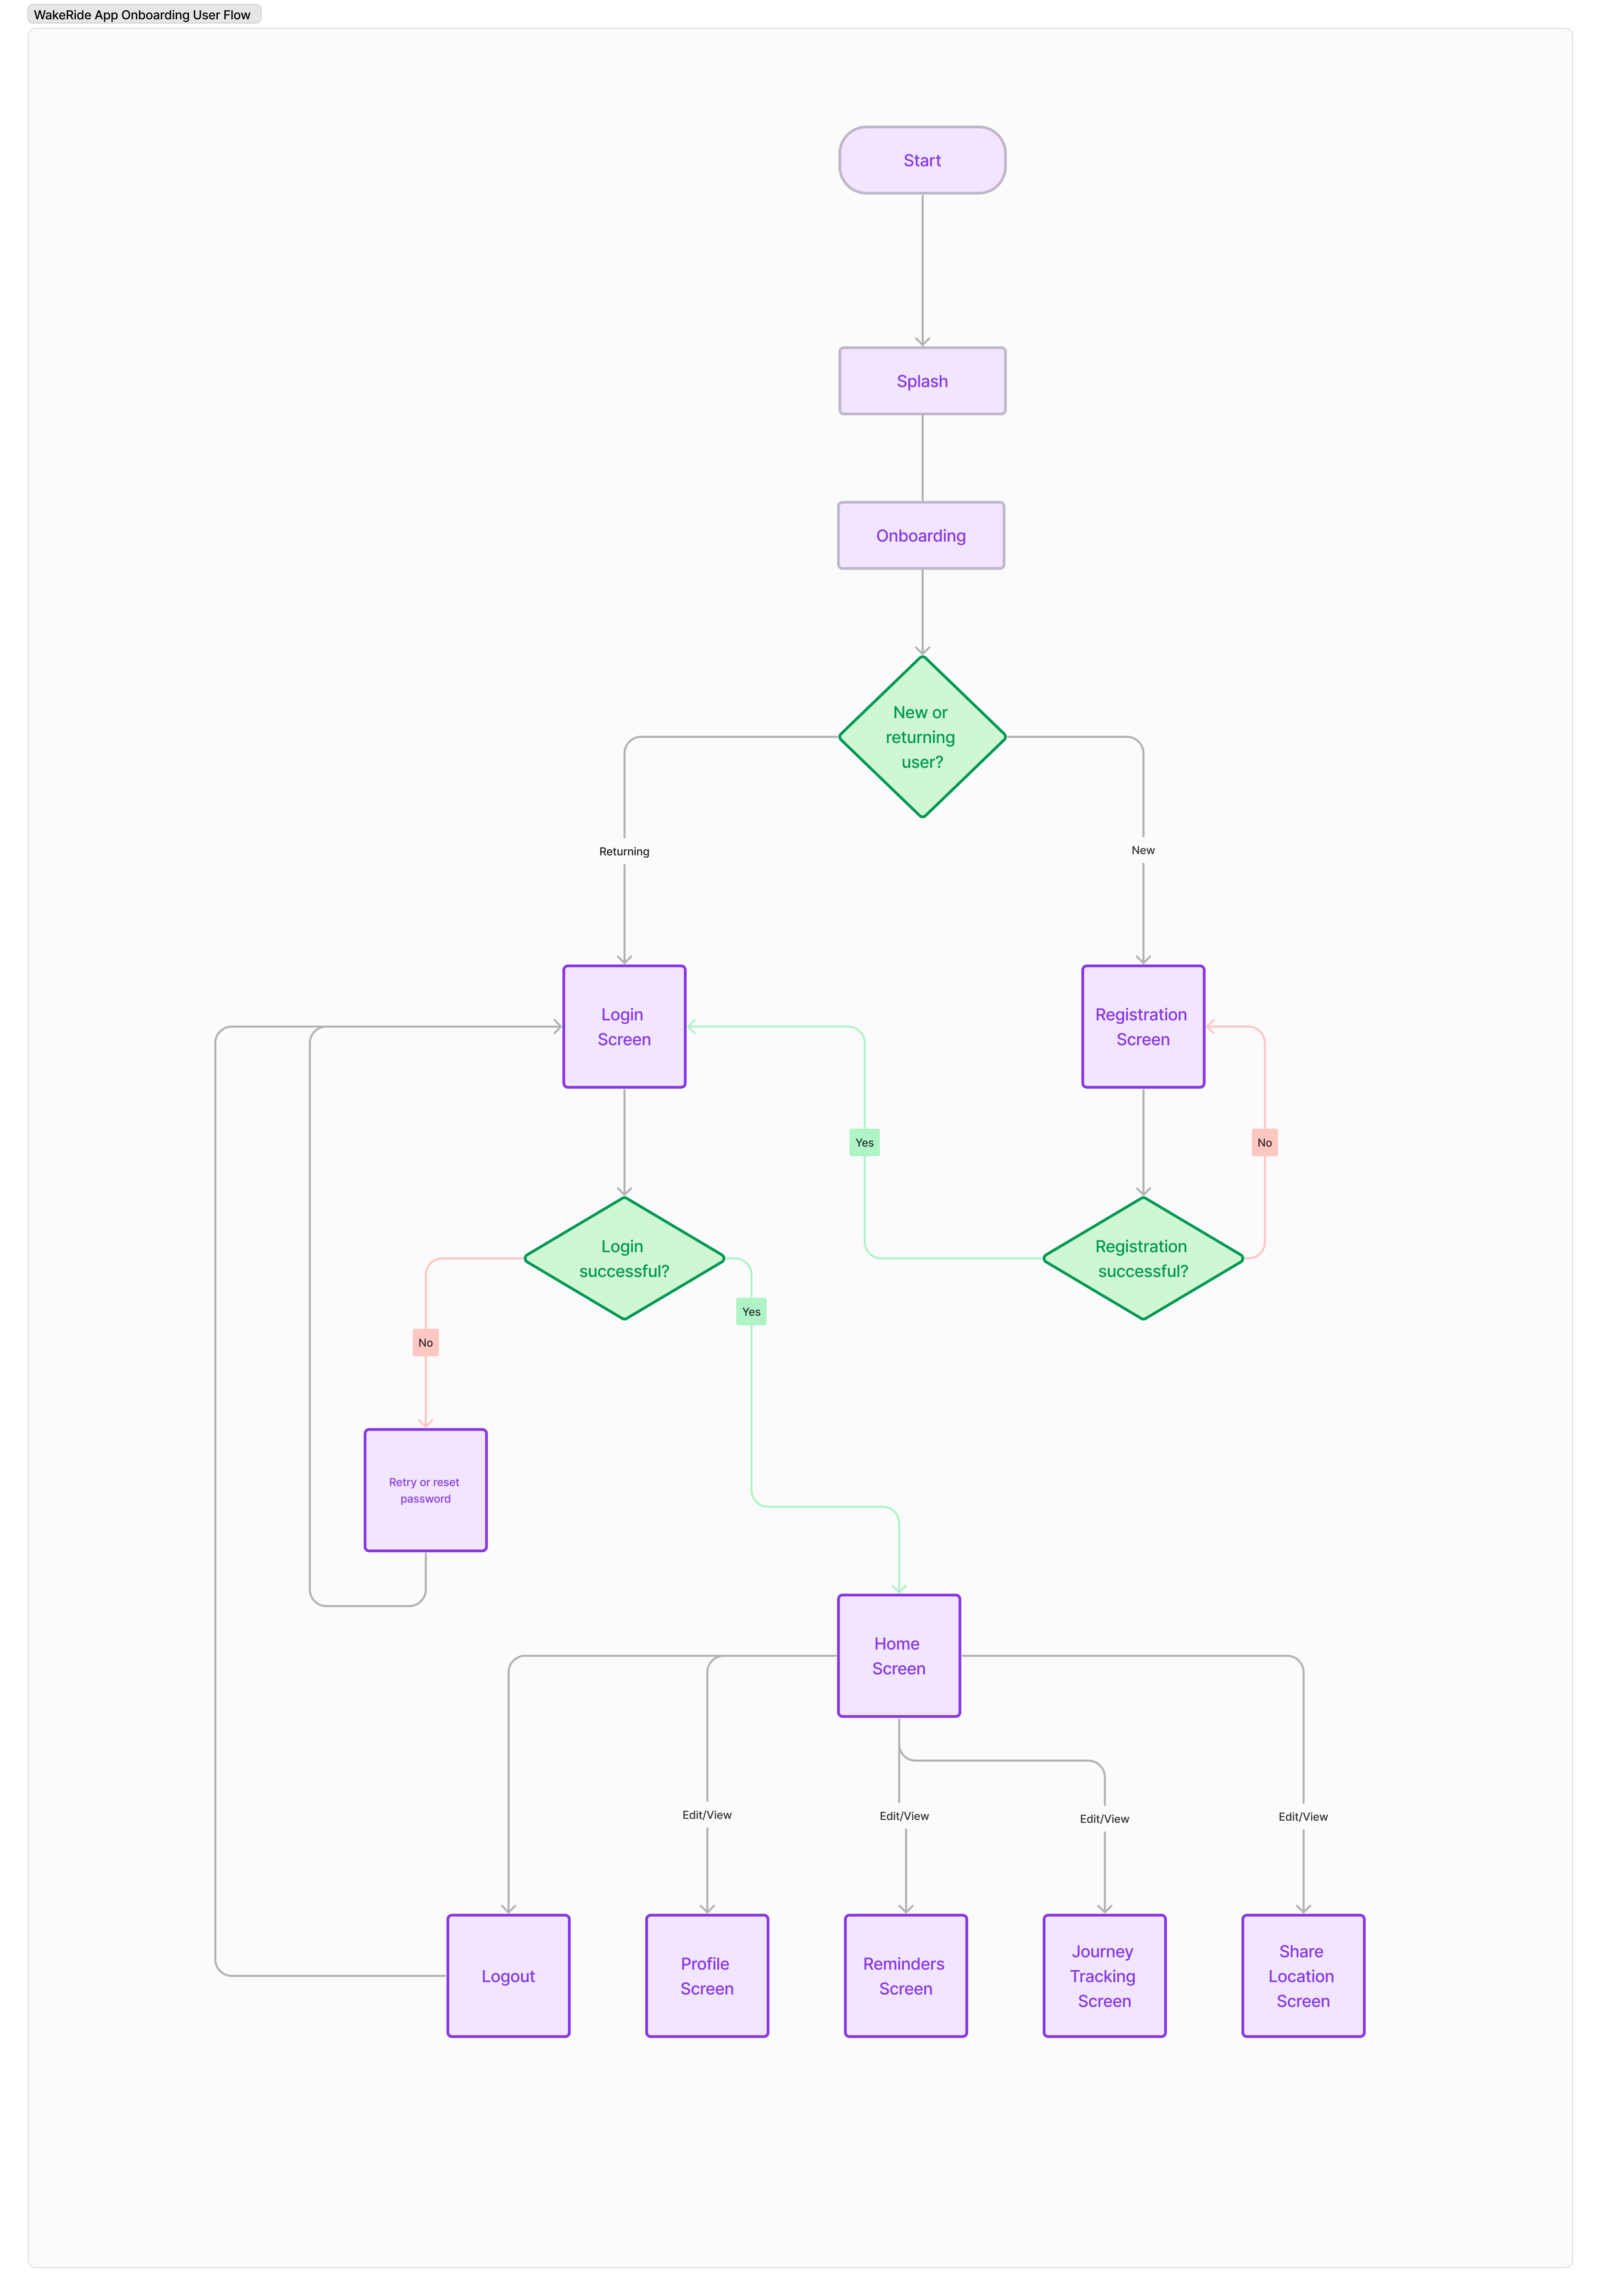 WakeRide App Onboarding User Flow
Start
Splash
Onboarding
New or
returning
user?
Returning
New
Login
Screen
Registration
Screen
Yes
No
Login
successful?
Registration
successful?
Yes
No
Retry or reset
password
Home
Screen
Edit/View
Edit/View
Edit/View
Edit/View
Logout
Profile
Screen
Reminders
Screen
Journey
Tracking
Screen
Share
Location
Screen